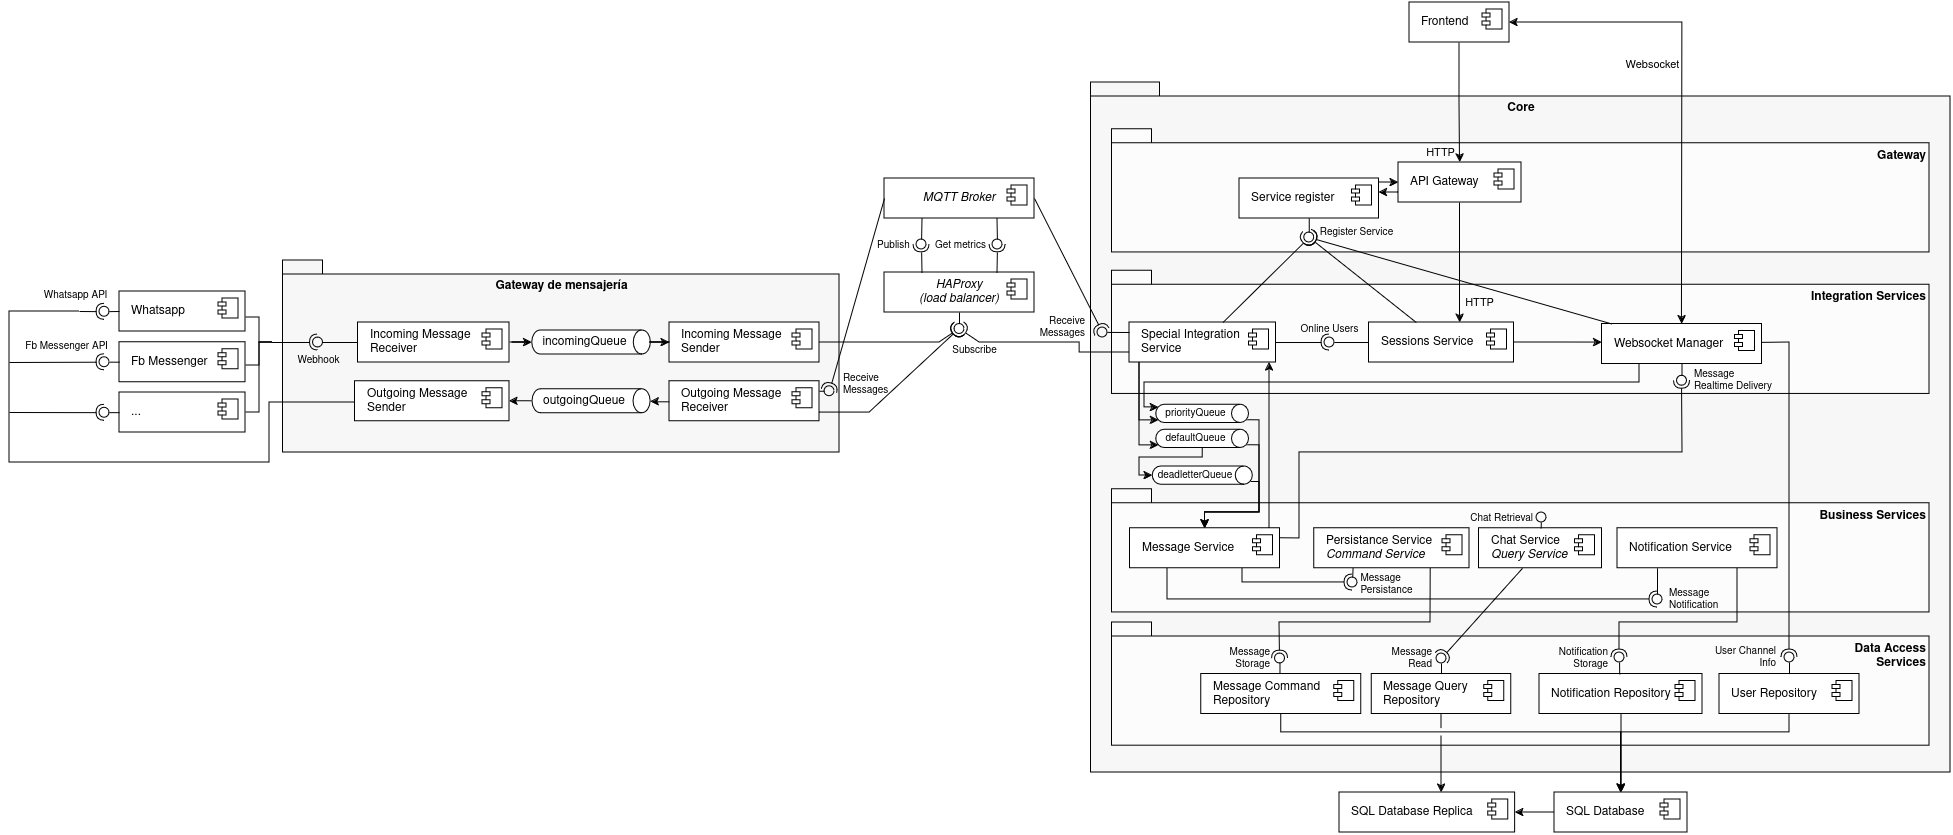 Frontend
Websocket
Core
HTTP
Gateway
API Gateway
Service register
Register Service
MQTT Broker
Publish
Get metrics
HAProxy
(load balancer)
Subscribe
Gateway de mensajería
Whatsapp API
Whatsapp
Fb Messenger API
Fb Messenger
...
Webhook
Incoming Message
Receiver
incomingQueue
Incoming Message
Sender
Outgoing Message
Sender
outgoingQueue
Outgoing Message
Receiver
Receive
Messages
Receive
Messages
Integration Services
HTTP
Special Integration
Service
Online Users
Sessions Service
Websocket Manager
Message
Realtime Delivery
priorityQueue
defaultQueue
deadletterQueue
Business Services
Chat Retrieval
Message Service
Persistance Service
Command Service
Chat Service
Query Service
Notification Service
Message
Persistance
Message
Notification
Data Access
Services
Message
Storage
Message
Read
Notification
Storage
User Channel
Info
Message Command
Repository
Message Query
Repository
Notification Repository
User Repository
SQL Database Replica
SQL Database